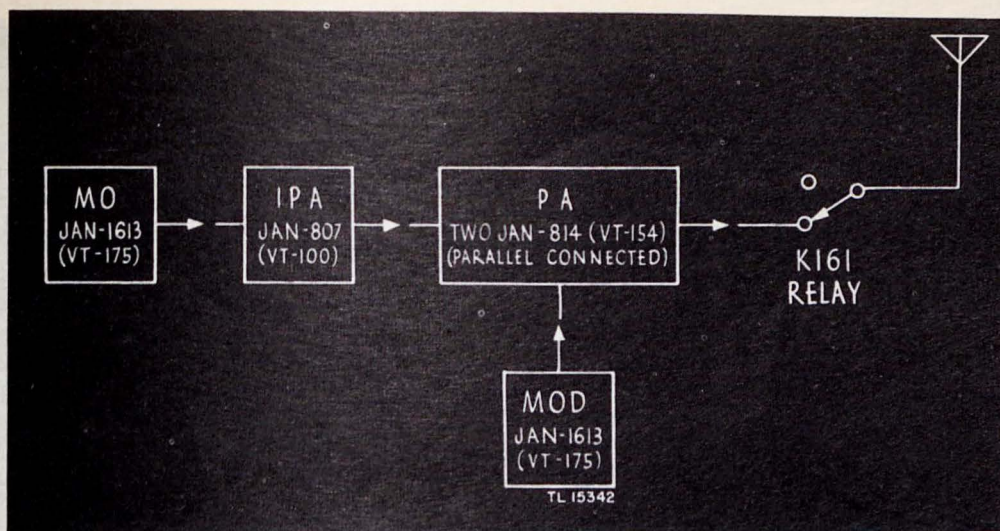 MO
JAN-1613
(VT-175)
IPA
JAN-807
(VT-100)
PA
TWO JAN-814 (VT-154)
(PARALLEL CONNECTED)
K161
RELAY
MOD
JAN-1613
(VT-175)
TL 15342